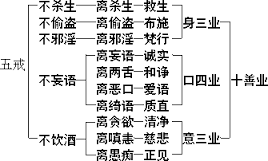 不杀生 离杀生 救生
不偷盗 离偷盗 布施 身三业
不邪淫 离邪淫 梵行
离妄语 诚实
五戒 不妄语 离两舌 和诤 口四业 十善业
离恶口 爱语
离绮语 质直
离贪欲 清净
不饮酒 离嗔恚 慈悲 意三业
离愚痴 正见